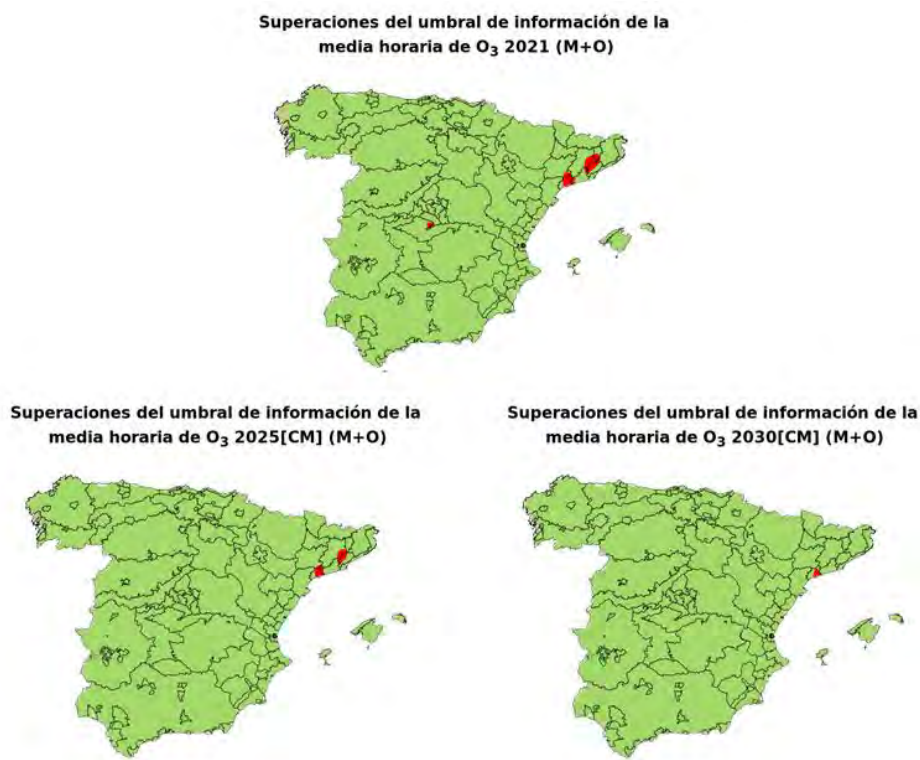 Superaciones del umbral de información de la
media horaria de O₃ 2021 (M+O)
Superaciones del umbral de información de la
media horaria de O₃ 2025[CM] (M+O)
Superaciones del umbral de información de la
media horaria de O₃ 2030[CM] (M+O)